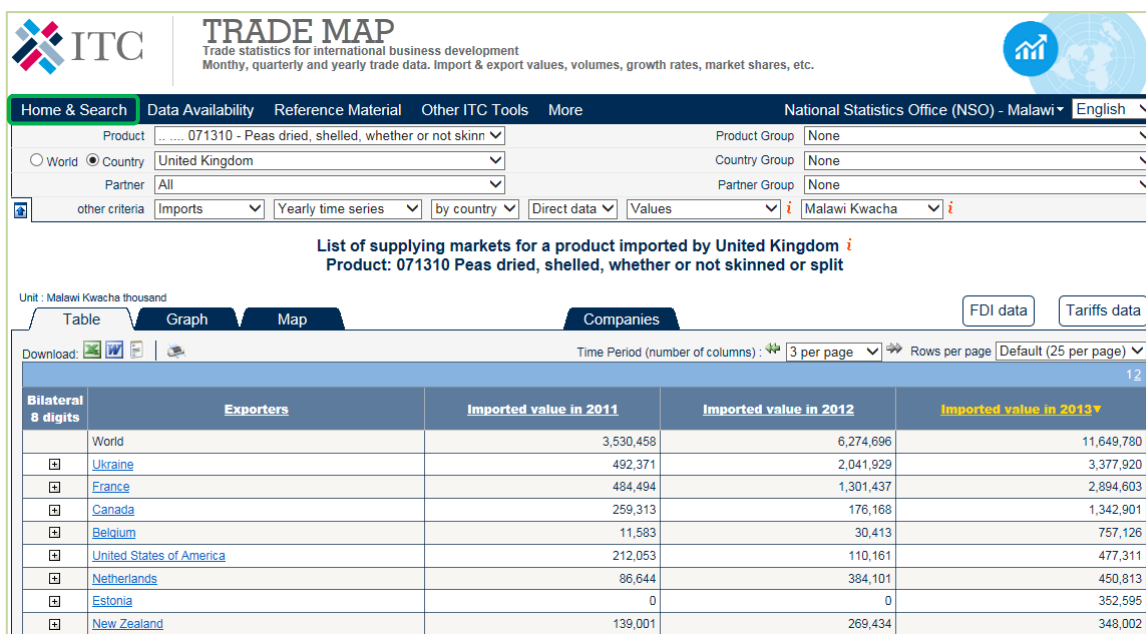 ITC
TRADE MAP
Trade statistics for international business development
Monthy, quarterly and yearly trade data. Import & export values, volumes, growth rates, market shares, etc.
Home & Search Data Availability Reference Material Other ITC Tools More National Statistics Office (NSO) - Malawi English
Product .. .... 071310 - Peas dried, shelled, whether or not skinn Product Group None
World Country United Kingdom Country Group None
Partner All Partner Group None
other criteria Imports Yearly time series by country Direct data Values i Malawi Kwacha i
List of supplying markets for a product imported by United Kingdom i
Product: 071310 Peas dried, shelled, whether or not skinned or split
Unit : Malawi Kwacha thousand
Table Graph Map Companies FDI data Tariffs data
Download: Time Period (number of columns) : 3 per page Rows per page Default (25 per page)
1 2
Bilateral 8 digits Exporters Imported value in 2011 Imported value in 2012 Imported value in 2013▼
World 3,530,458 6,274,696 11,649,780
Ukraine 492,371 2,041,929 3,377,920
France 484,494 1,301,437 2,894,603
Canada 259,313 176,168 1,342,901
Belgium 11,583 30,413 757,126
United States of America 212,053 110,161 477,311
Netherlands 86,644 384,101 450,813
Estonia 0 0 352,595
New Zealand 139,001 269,434 348,002